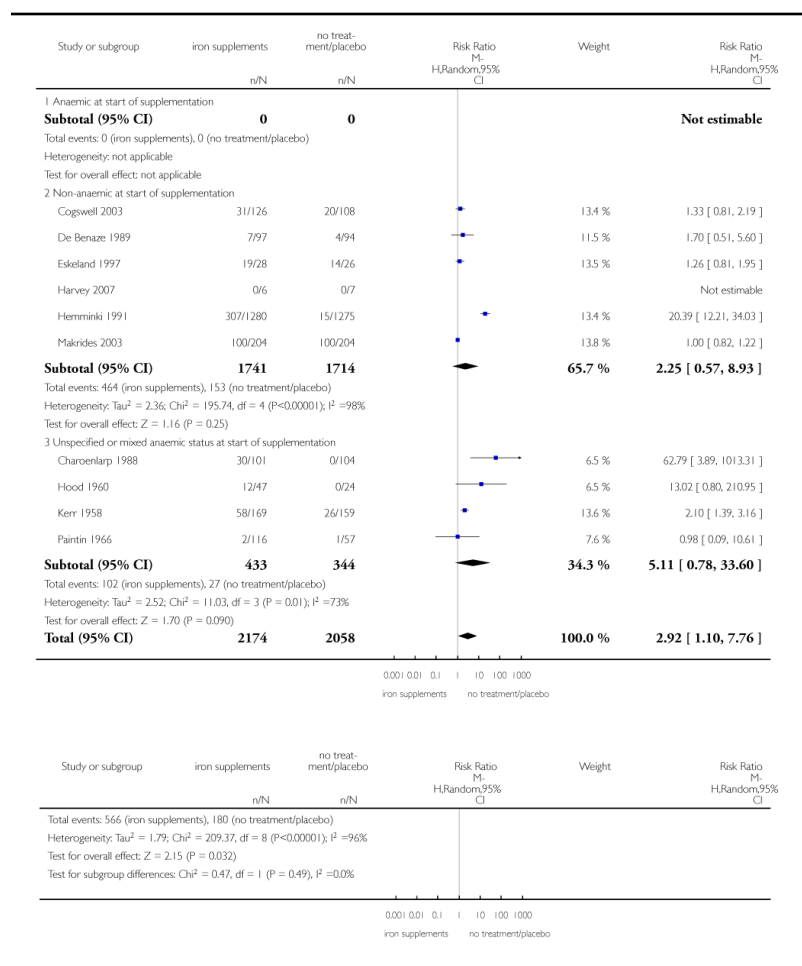 Study or subgroup iron supplements no treat-ment/placebo Risk Ratio Weight Risk Ratio
n/N n/N M-H,Random,95% CI M-H,Random,95% CI
1 Anaemic at start of supplementation
Subtotal (95% CI) 0 0 Not estimable
Total events: 0 (iron supplements), 0 (no treatment/placebo)
Heterogeneity: not applicable
Test for overall effect: not applicable
2 Non-anaemic at start of supplementation
Cogswell 2003 31/126 20/108 13.4 % 1.33 [ 0.81, 2.19 ]
De Benaze 1989 7/97 4/94 11.5 % 1.70 [ 0.51, 5.60 ]
Eskeland 1997 19/28 14/26 13.5 % 1.26 [ 0.81, 1.95 ]
Harvey 2007 0/6 0/7 Not estimable
Hemminki 1991 307/1280 15/1275 13.4 % 20.39 [ 12.21, 34.03 ]
Makrides 2003 100/204 100/204 13.8 % 1.00 [ 0.82, 1.22 ]
Subtotal (95% CI) 1741 1714 65.7 % 2.25 [ 0.57, 8.93 ]
Total events: 464 (iron supplements), 153 (no treatment/placebo)
Heterogeneity: Tau² = 2.36; Chi² = 195.74, df = 4 (P<0.00001); I² =98%
Test for overall effect: Z = 1.16 (P = 0.25)
3 Unspecified or mixed anaemic status at start of supplementation
Charoenlarp 1988 30/101 0/104 6.5 % 62.79 [ 3.89, 1013.31 ]
Hood 1960 12/47 0/24 6.5 % 13.02 [ 0.80, 210.95 ]
Kerr 1958 58/169 26/159 13.6 % 2.10 [ 1.39, 3.16 ]
Paintin 1966 2/116 1/57 7.6 % 0.98 [ 0.09, 10.61 ]
Subtotal (95% CI) 433 344 34.3 % 5.11 [ 0.78, 33.60 ]
Total events: 102 (iron supplements), 27 (no treatment/placebo)
Heterogeneity: Tau² = 2.52; Chi² = 11.03, df = 3 (P = 0.01); I² =73%
Test for overall effect: Z = 1.70 (P = 0.090)
Total (95% CI) 2174 2058 100.0 % 2.92 [ 1.10, 7.76 ]
0.001 0.01 0.1 1 10 100 1000
iron supplements no treatment/placebo
Study or subgroup iron supplements no treat-ment/placebo Risk Ratio Weight Risk Ratio
n/N n/N M-H,Random,95% CI M-H,Random,95% CI
Total events: 566 (iron supplements), 180 (no treatment/placebo)
Heterogeneity: Tau² = 1.79; Chi² = 209.37, df = 8 (P<0.00001); I² =96%
Test for overall effect: Z = 2.15 (P = 0.032)
Test for subgroup differences: Chi² = 0.47, df = 1 (P = 0.49), I² =0.0%
0.001 0.01 0.1 1 10 100 1000
iron supplements no treatment/placebo